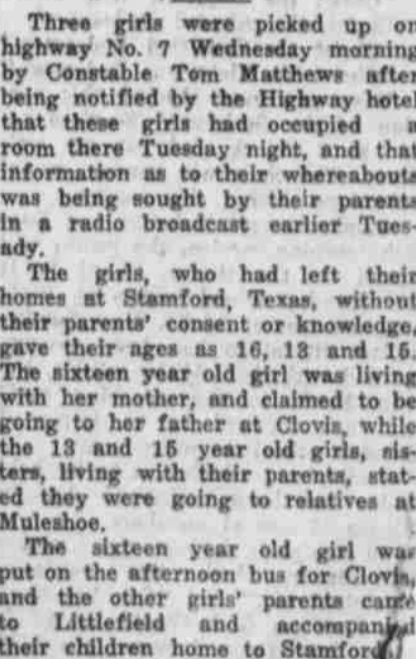 Three girls were picked up on
highway No. 7 Wednesday morning
by Constable Tom Matthews after
being notified by the Highway hotel
that these girls had occupied a
room there Tuesday night, and that
information as to their whereabouts
was being sought by their parents
in a radio broadcast earlier Tues-
ady.
The girls, who had left their
homes at Stamford, Texas, without
their parents' consent or knowledge,
gave their ages as 16, 13 and 15.
The sixteen year old girl was living
with her mother, and claimed to be
going to her father at Clovis, while
the 13 and 15 year old girls, sis-
ters, living with their parents, stat-
ed they were going to relatives at
Muleshoe.
The sixteen year old girl was
put on the afternoon bus for Clovis,
and the other girls' parents came
to Littlefield and accompanied
their children home to Stamford